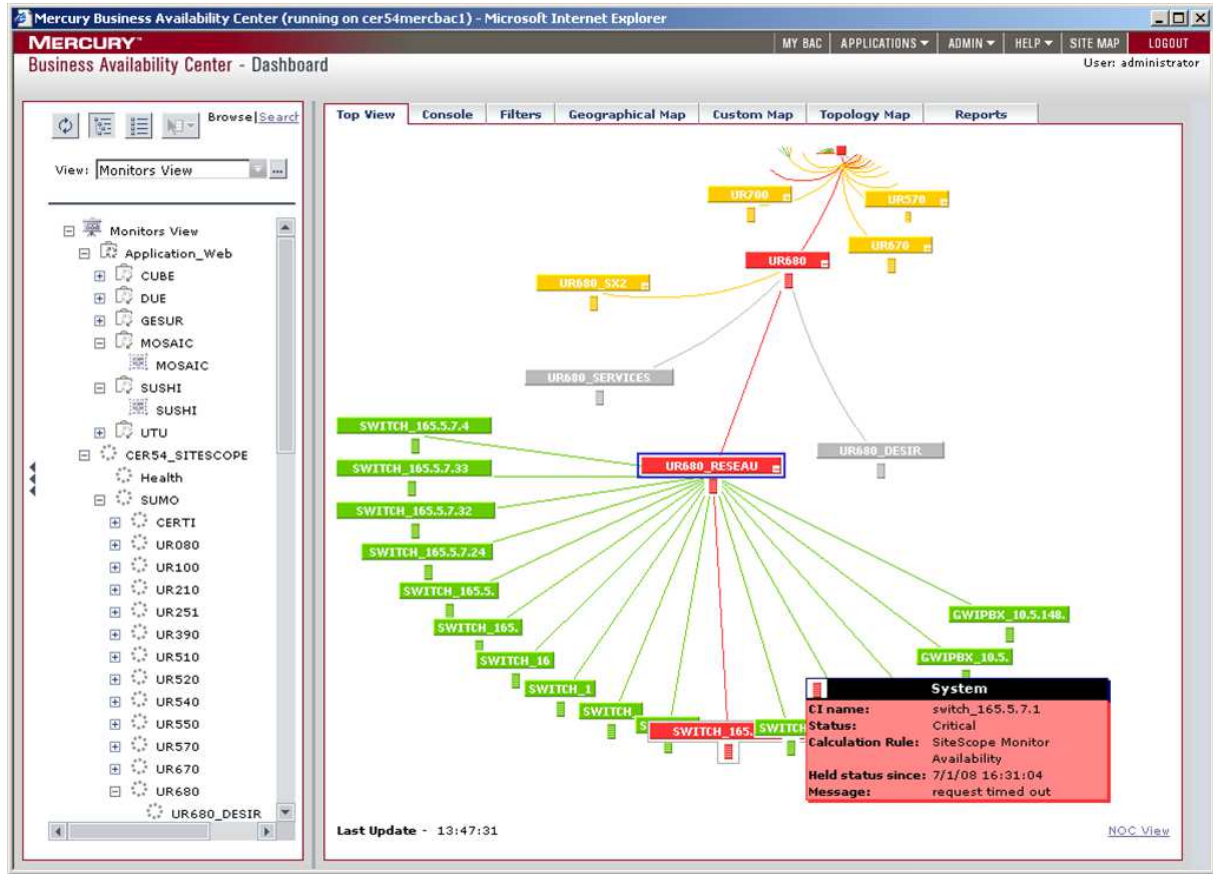 Mercury Business Availability Center (running on cer54mercbac1) - Microsoft Internet Explorer
MERCURY™
MY BAC APPLICATIONS ADMIN HELP SITE MAP LOGOUT
Business Availability Center - Dashboard
User: administrator
Browse|Search
View: Monitors View ...
Monitors View
Application_Web
CUBE
DUE
GESUR
MOSAIC
MOSAIC
SUSHI
SUSHI
UTU
CER54_SITESCOPE
Health
SUMO
CERTI
UR080
UR100
UR210
UR251
UR390
UR510
UR520
UR540
UR550
UR570
UR670
UR680
UR680_DESIR
Top View Console Filters Geographical Map Custom Map Topology Map Reports
UR700
UR570
UR670
UR680
UR680_SX2
UR680_SERVICES
SWITCH_165.5.7.4
UR680_DESIR
UR680_RESEAU
SWITCH_165.5.7.33
SWITCH_165.5.7.32
SWITCH_165.5.7.24
SWITCH_165.5.
SWITCH_165.
SWITCH_16
SWITCH_1
SWITCH_
S
SWITCH_165.
SWITCH
GWIPBX_10.5.148.
GWIPBX_10.5.
System
CI name: switch_165.5.7.1
Status: Critical
Calculation Rule: SiteScope Monitor
Availability
Held status since: 7/1/08 16:31:04
Message: request timed out
Last Update - 13:47:31
NOC View